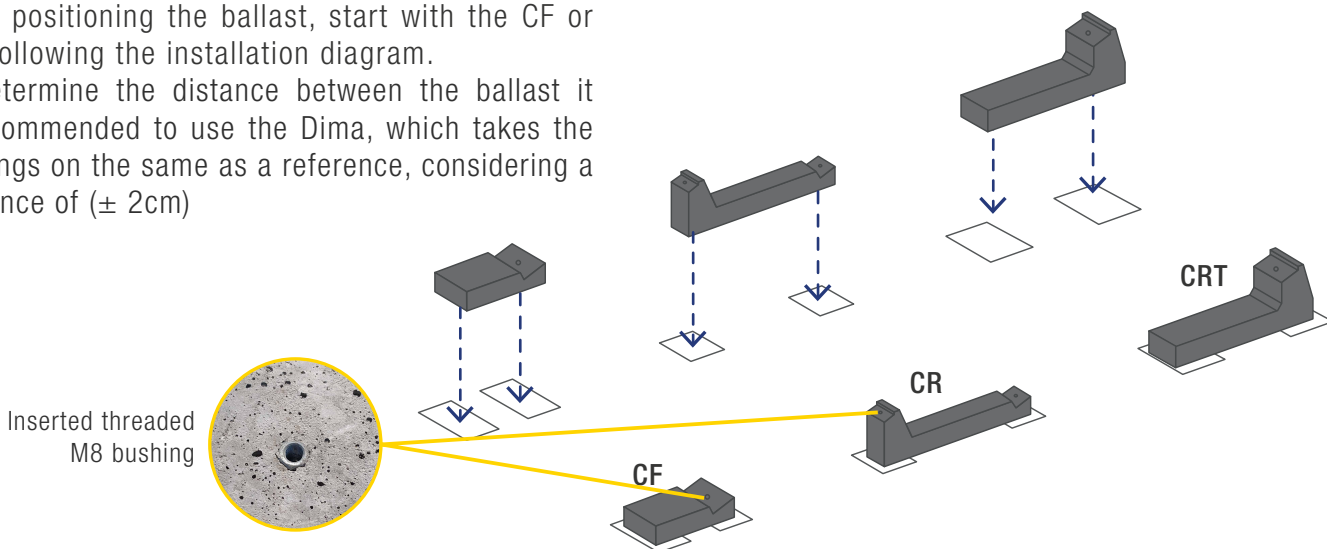 positioning the ballast, start with the CF or
ollowing the installation diagram.
termine the distance between the ballast it
ommended to use the Dima, which takes the
ngs on the same as a reference, considering a
nce of (± 2cm)
CRT
CR
Inserted threaded
M8 bushing
CF